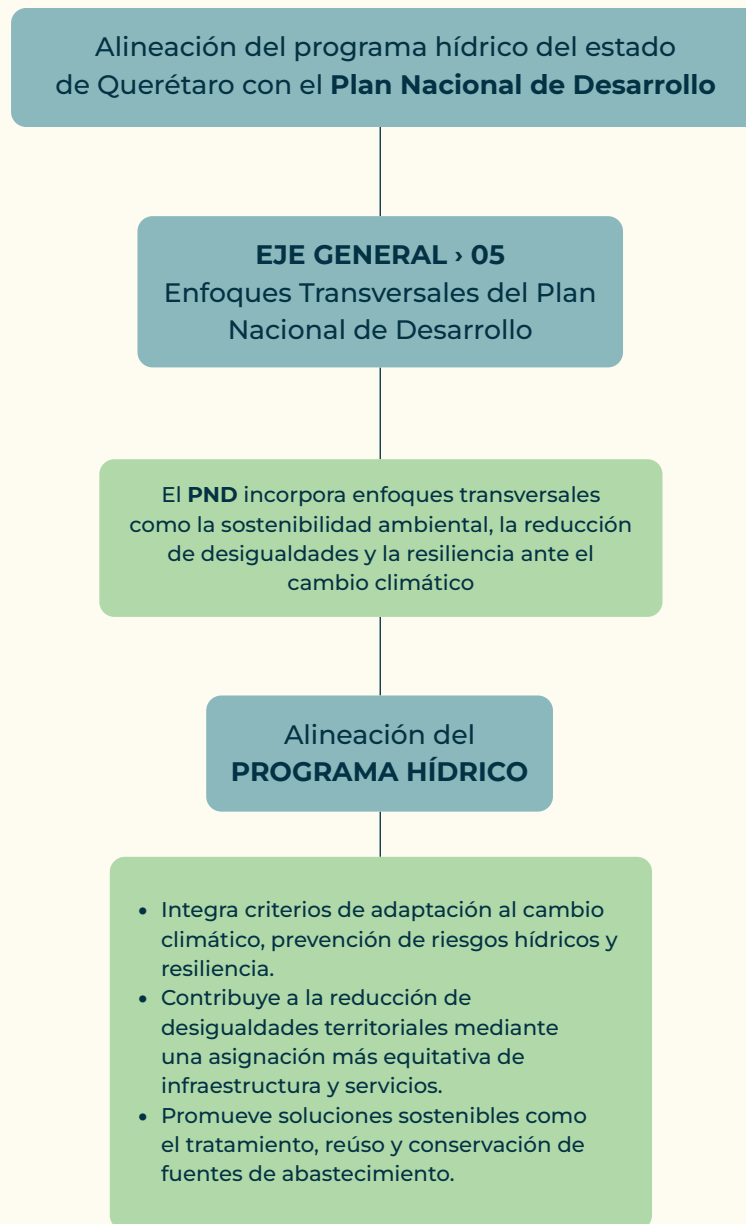 Alineación del programa hídrico del estado
de Querétaro con el Plan Nacional de Desarrollo
EJE GENERAL › 05
Enfoques Transversales del Plan
Nacional de Desarrollo
El PND incorpora enfoques transversales
como la sostenibilidad ambiental, la reducción
de desigualdades y la resiliencia ante el
cambio climático
Alineación del
PROGRAMA HÍDRICO
• Integra criterios de adaptación al cambio
climático, prevención de riesgos hídricos y
resiliencia.
• Contribuye a la reducción de
desigualdades territoriales mediante
una asignación más equitativa de
infraestructura y servicios.
• Promueve soluciones sostenibles como
el tratamiento, reúso y conservación de
fuentes de abastecimiento.